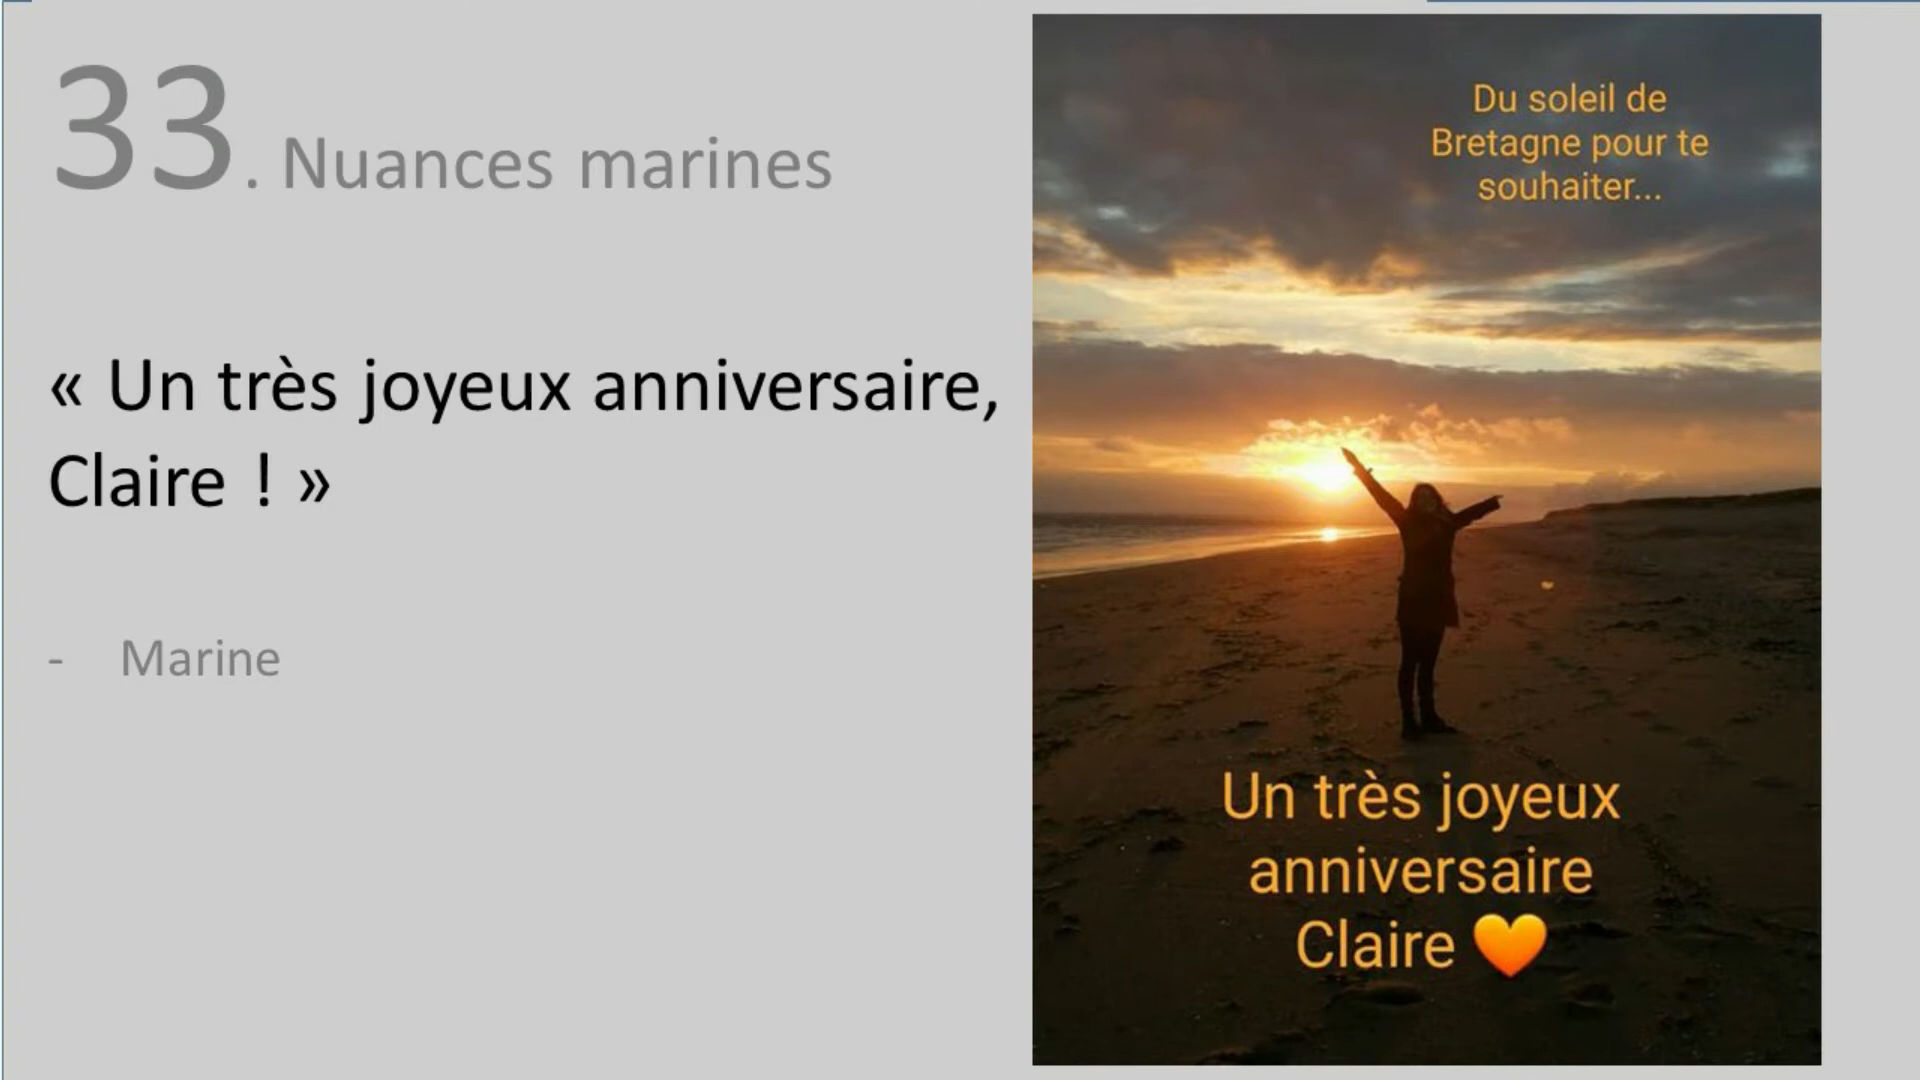 33. Nuances marines
« Un très joyeux anniversaire,
Claire ! »
- Marine
Du soleil de
Bretagne pour te
souhaiter...
Un très joyeux
anniversaire
Claire 🧡